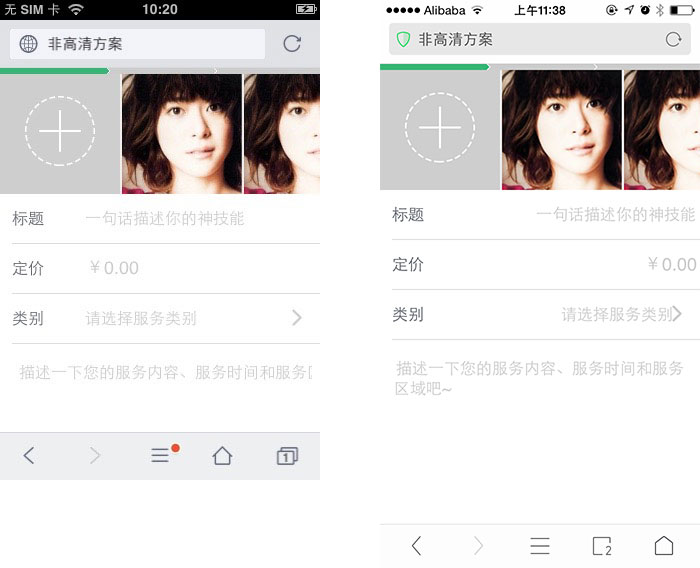 无 SIM 卡 10:20
非高清方案
标题 一句话描述你的神技能
定价 ￥0.00
类别 请选择服务类别
描述一下您的服务内容、服务时间和服务
1
Alibaba 上午11:38
非高清方案
标题 一句话描述你的神技能
定价 ￥0.00
类别 请选择服务类别
描述一下您的服务内容、服务时间和服务
区域吧~
2